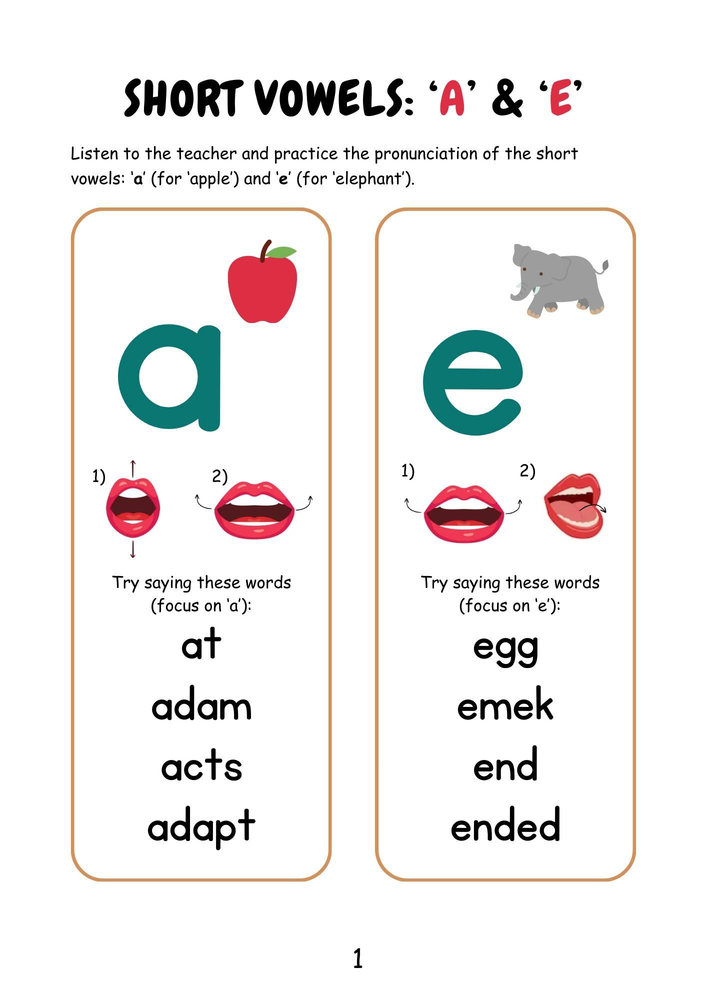 SHORT VOWELS: ‘A’ & ‘E’
Listen to the teacher and practice the pronunciation of the short
vowels: ‘a’ (for ‘apple’) and ‘e’ (for ‘elephant’).
a
1) 2)
Try saying these words
(focus on ‘a’):
at
adam
acts
adapt
e
1) 2)
Try saying these words
(focus on ‘e’):
egg
emek
end
ended
1